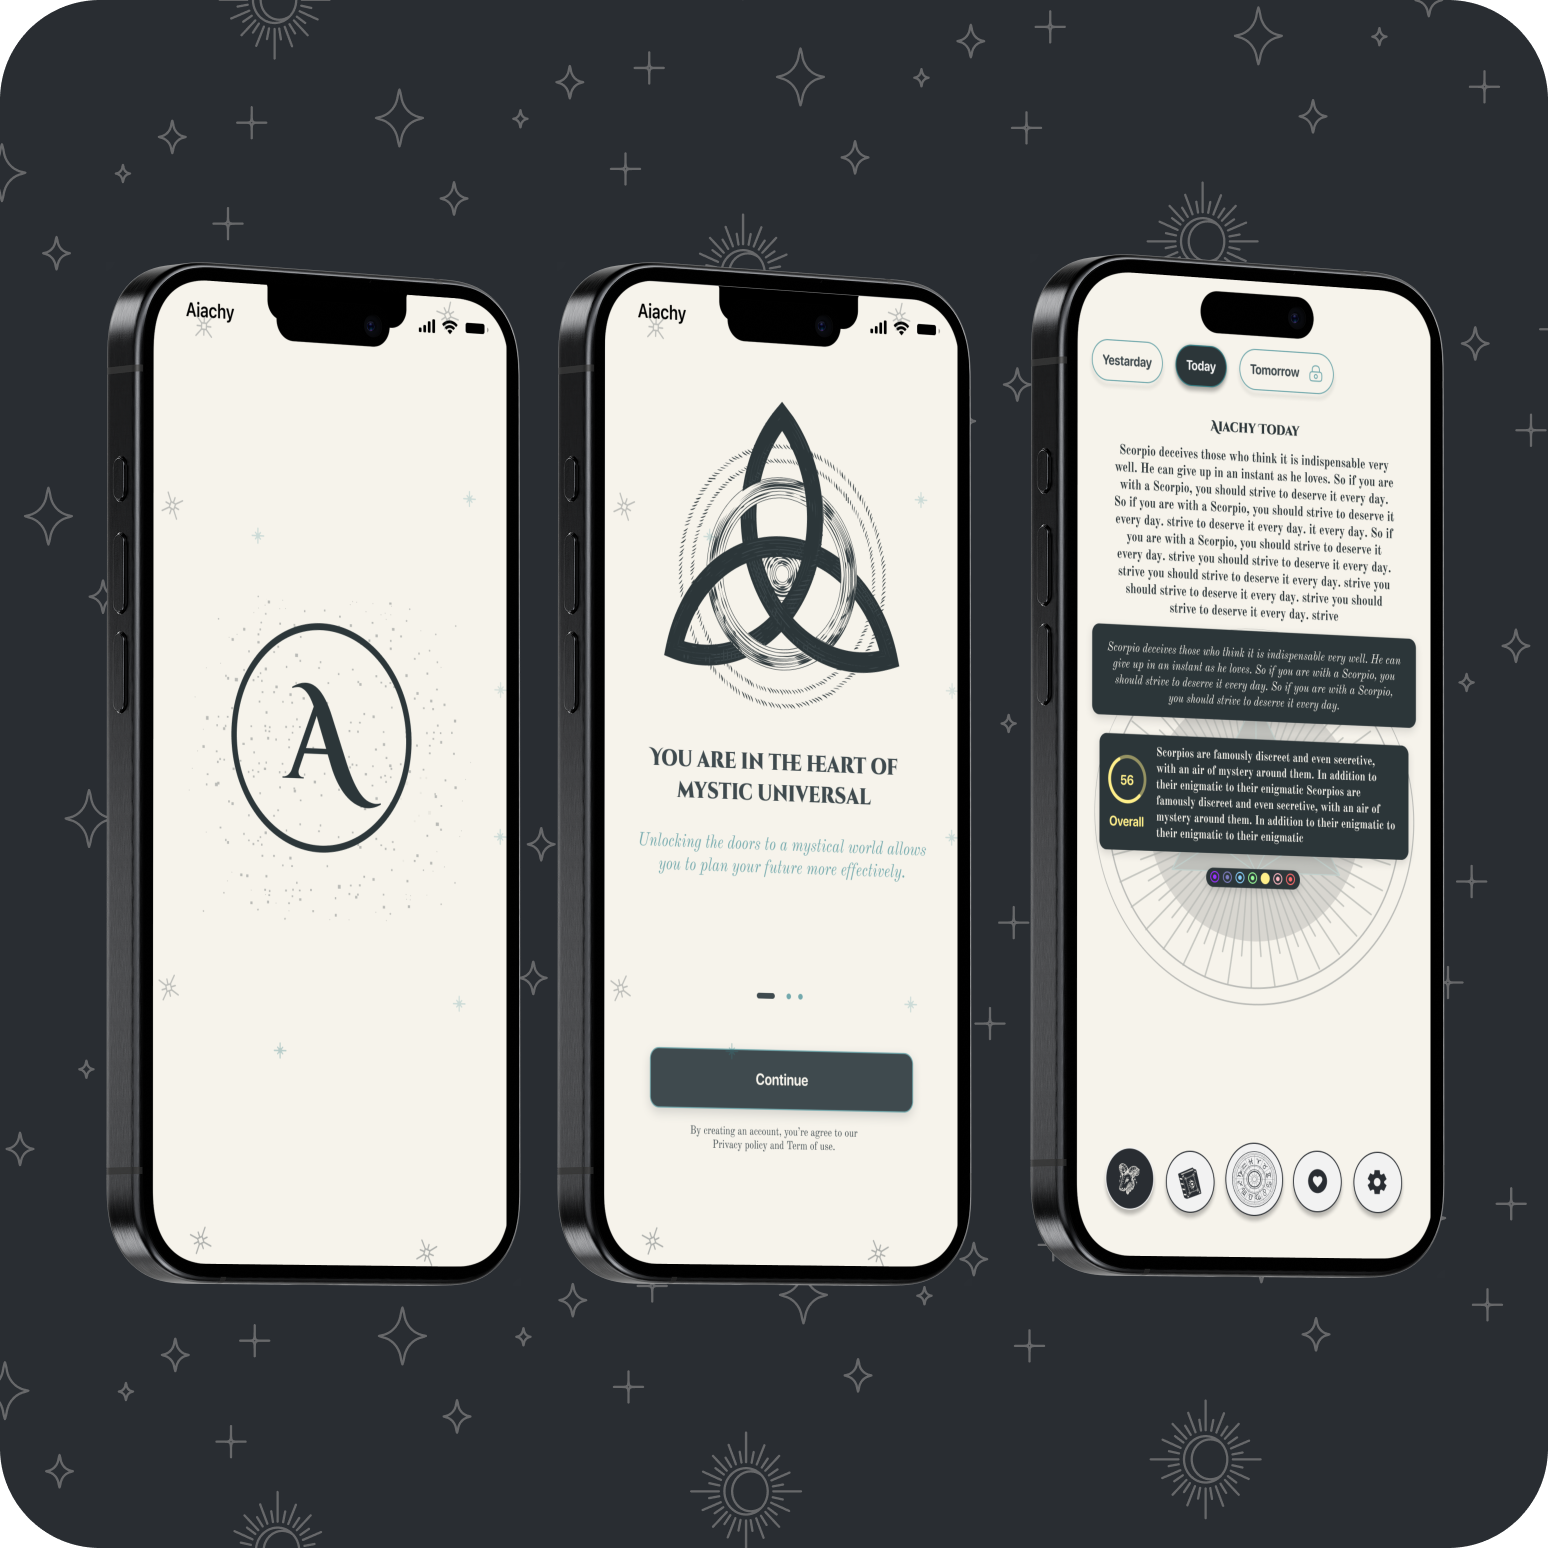 Aiachy
A
Aiachy
YOU ARE IN THE HEART OF
MYSTIC UNIVERSAL
Unlocking the doors to a mystical world allows
you to plan your future more effectively.
Continue
By creating an account, you're agree to our
Privacy policy and Term of use.
Yestarday
Today
Tomorrow
AIACHY TODAY
Scorpio deceives those who think it is indispensable very
well. He can give up in an instant as he loves. So if you are
with a Scorpio, you should strive to deserve it every day.
So if you are with a Scorpio, you should strive to deserve it
every day. strive to deserve it every day. it every day. So if
you are with a Scorpio, you should strive to deserve it
every day. strive you should strive to deserve it every day.
strive you should strive to deserve it every day. strive you
should strive to deserve it every day. strive you should
strive to deserve it every day. strive
Scorpio deceives those who think it is indispensable very well. He can
give up in an instant as he loves. So if you are with a Scorpio, you
should strive to deserve it every day. So if you are with a Scorpio,
you should strive to deserve it every day.
56
Overall
Scorpios are famously discreet and even secretive,
with an air of mystery around them. In addition to
their enigmatic to their enigmatic Scorpios are
famously discreet and even secretive, with an air of
mystery around them. In addition to their enigmatic to
their enigmatic to their enigmatic